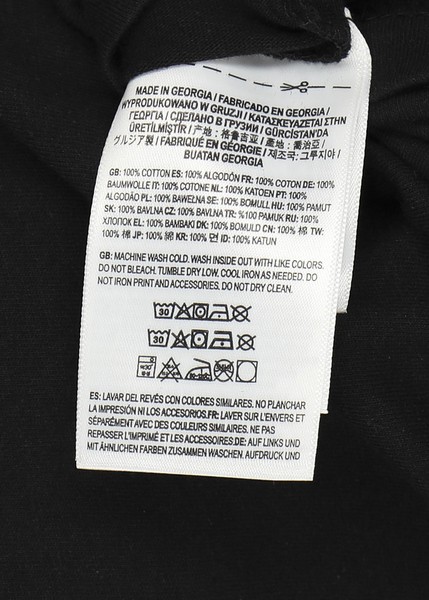 MADE IN GEORGIA / FABRICADO EN GEORGIA /
WYPRODUKOWANO W GRUZJI / ΚΑΤΑΣΚΕΥΑΖΕΤΑΙ ΣΤΗΝ
ΓΕΩΡΓΙΑ / СДЕЛАНО В ГРУЗИИ / GÜRCİSTAN'DA
ÜRETİLMİŞTİR / 产地：格鲁吉亚 / 產地：喬治亞 /
ヴルジア製 / FABRIQUÉ EN GÉORGIE / 제조국: 그루지야 /
BUATAN GEORGIA
GB: 100% COTTON ES: 100% ALGODÓN FR: 100% COTON DE: 100%
BAUMWOLLE IT: 100% COTONE NL: 100% KATOEN PT: 100%
ALGODÃO PL: 100% BAWEŁNA SE: 100% BOMULL HU: 100% PAMUT
SK: 100% BAVLNA CZ: 100% BAVLNA TR: %100 PAMUK RU: 100%
ХЛОПОК EL: 100% ΒΑΜΒΑΚΙ DK: 100% BOMULD CN: 100% 棉 TW:
100% 棉 JP: 100% 綿 KR: 100% 면 ID: 100% KATUN
GB: MACHINE WASH COLD. WASH INSIDE OUT WITH LIKE COLORS.
DO NOT BLEACH. TUMBLE DRY LOW, COOL IRON AS NEEDED. DO
NOT IRON PRINT AND ACCESSORIES. DO NOT DRY CLEAN.
30
30
ES: LAVAR DEL REVÉS CON COLORES SIMILARES. NO PLANCHAR
LA IMPRESIÓN NI LOS ACCESORIOS.FR: LAVER SUR L'ENVERS ET
SÉPARÉMENT AVEC DES COULEURS SIMILAIRES. NE PAS
REPASSER L'IMPRIMÉ ET LES ACCESSOIRES.DE: AUF LINKS UND
MIT ÄHNLICHEN FARBEN ZUSAMMEN WASCHEN. AUFDRUCK UND